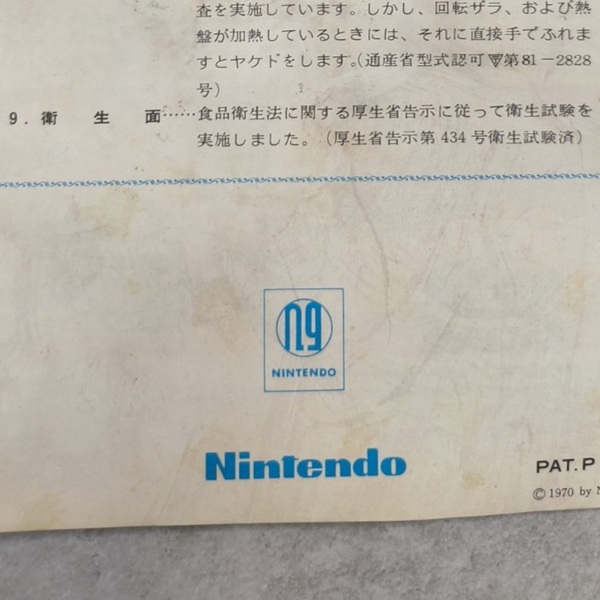 査を実施しています。しかし、回転ザラ、および熱
盤が加熱しているときには、それに直接手でふれま
すとヤケドをします。(通産省型式認可▽第81－2828
号)
9. 衛生面……食品衛生法に関する厚生省告示に従って衛生試験を
実施しました。(厚生省告示第 434 号衛生試験済)
NINTENDO
Nintendo
PAT. P
© 1970 by N